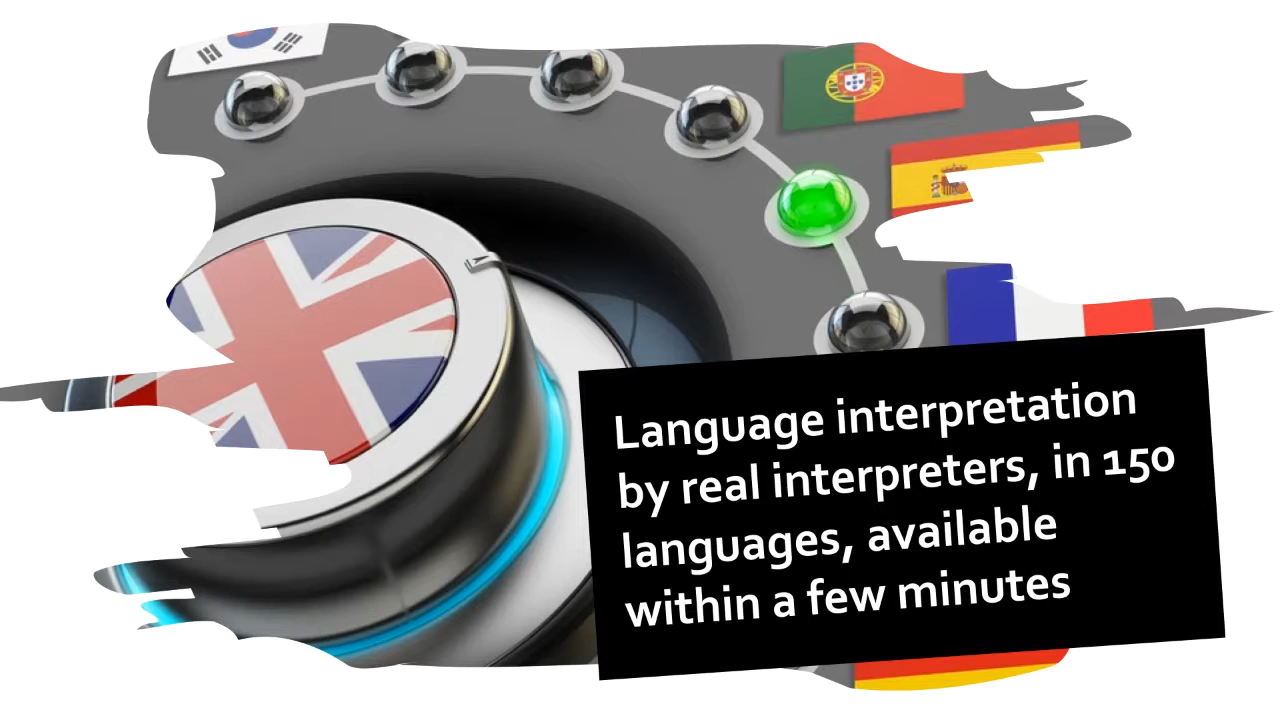 Language interpretation
by real interpreters, in 150
languages, available
within a few minutes